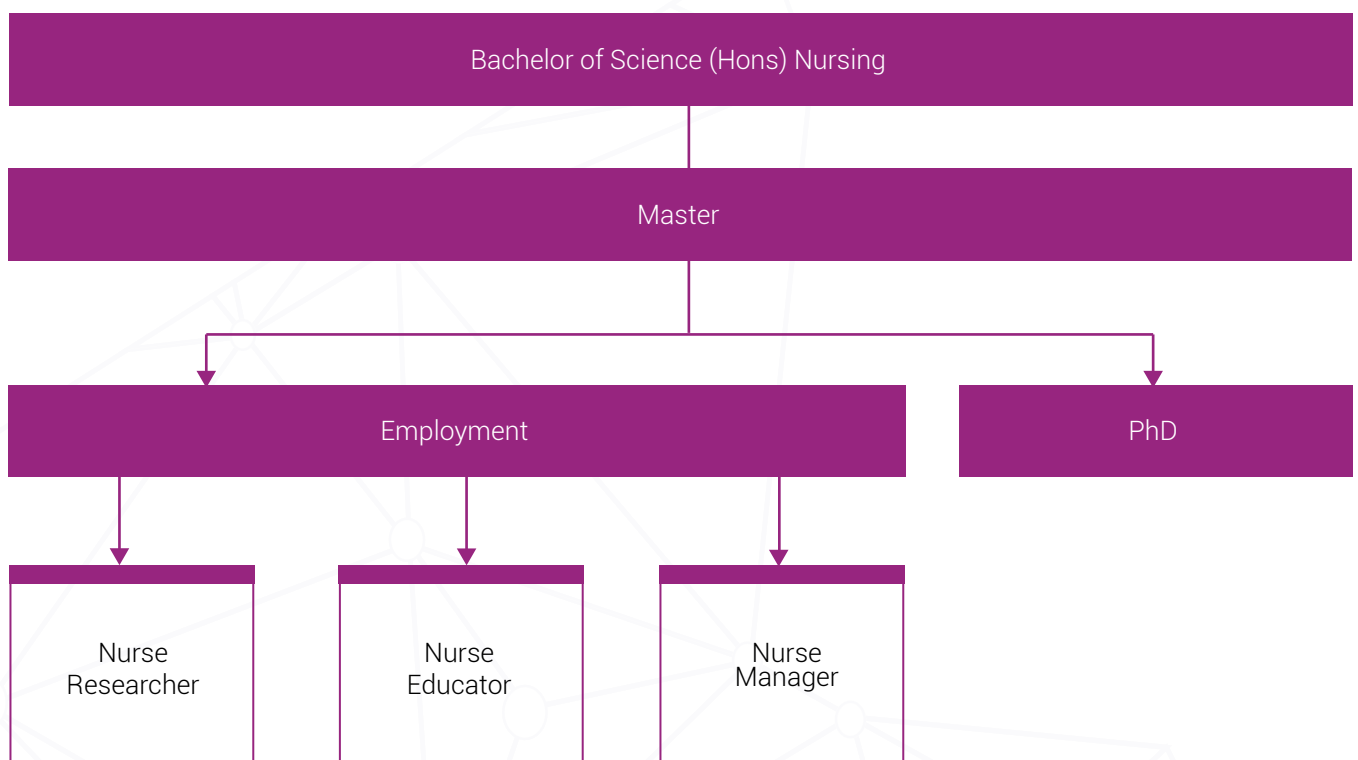 Bachelor of Science (Hons) Nursing
Master
Employment
PhD
Nurse
Researcher
Nurse
Educator
Nurse
Manager